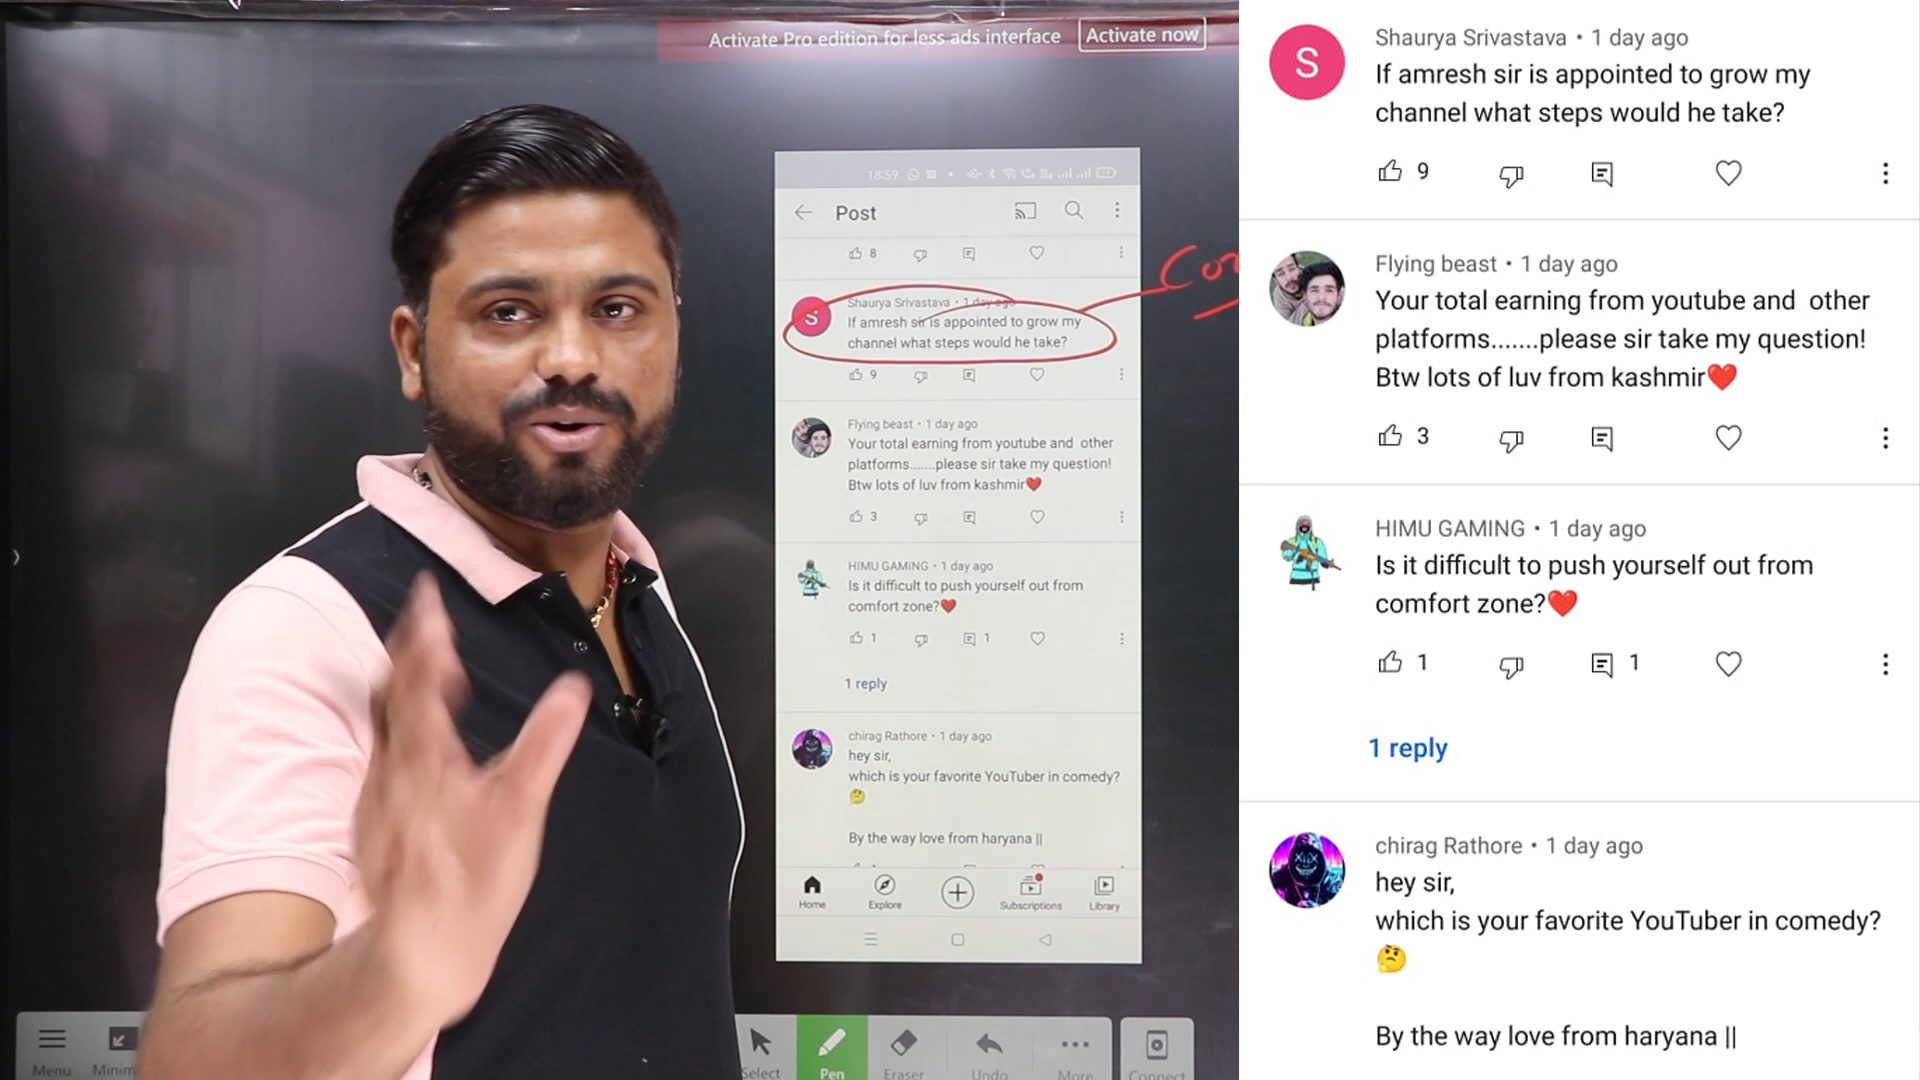 Activate Pro edition for less ads interface
Activate now
18:59
Post
8
Shaurya Srivastava • 1 day ago
If amresh sir is appointed to grow my
channel what steps would he take?
9
Flying beast • 1 day ago
Your total earning from youtube and other
platforms.......please sir take my question!
Btw lots of luv from kashmir❤️
3
HIMU GAMING • 1 day ago
Is it difficult to push yourself out from
comfort zone?❤️
1
1
1 reply
chirag Rathore • 1 day ago
hey sir,
which is your favorite YouTuber in comedy?
🤔
By the way love from haryana ||
Home
Explore
Subscriptions
Library
Con
Menu
Minim
Select
Pen
Eraser
Undo
More
Connect
S
Shaurya Srivastava • 1 day ago
If amresh sir is appointed to grow my
channel what steps would he take?
9
Flying beast • 1 day ago
Your total earning from youtube and other
platforms.......please sir take my question!
Btw lots of luv from kashmir❤️
3
HIMU GAMING • 1 day ago
Is it difficult to push yourself out from
comfort zone?❤️
1
1
1 reply
chirag Rathore • 1 day ago
hey sir,
which is your favorite YouTuber in comedy?
🤔
By the way love from haryana ||